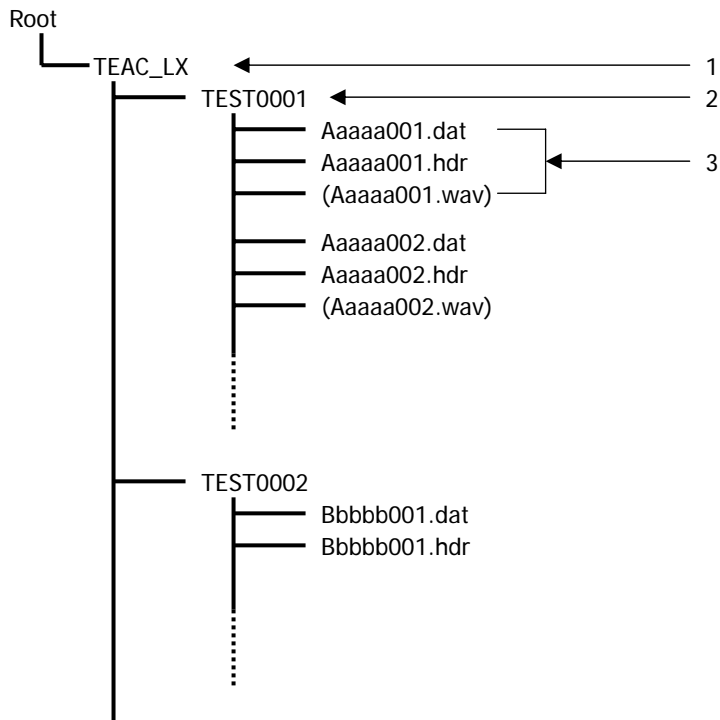 Root
TEAC_LX 1
TEST0001 2
Aaaaa001.dat
Aaaaa001.hdr 3
(Aaaaa001.wav)
Aaaaa002.dat
Aaaaa002.hdr
(Aaaaa002.wav)
TEST0002
Bbbbb001.dat
Bbbbb001.hdr